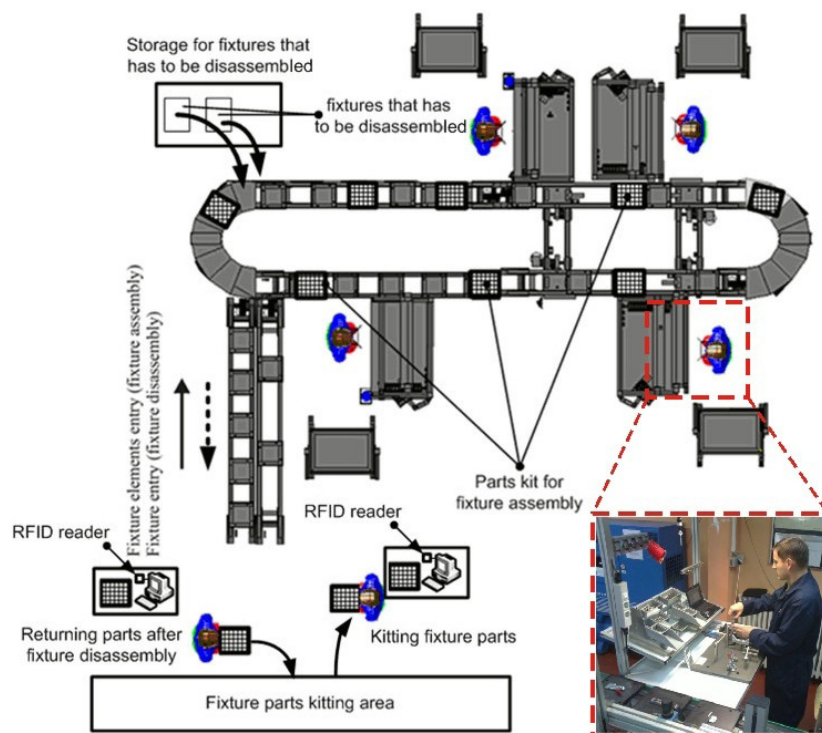 Storage for fixtures that
has to be disassembled
fixtures that has
to be disassembled
Fixture elements entry (fixture assembly)
Fixture entry (fixture disassembly)
Parts kit for
fixture assembly
RFID reader
RFID reader
Returning parts after
fixture disassembly
Kitting fixture parts
Fixture parts kitting area